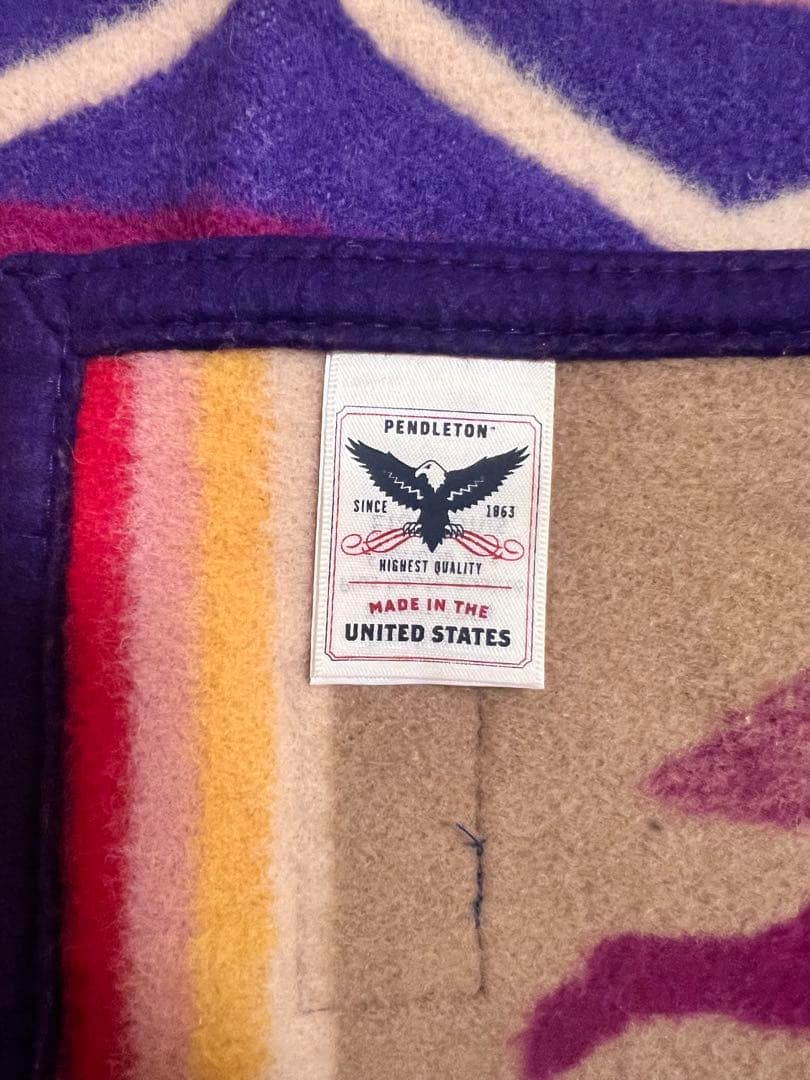 PENDLETON™
SINCE 1863
HIGHEST QUALITY
MADE IN THE
UNITED STATES